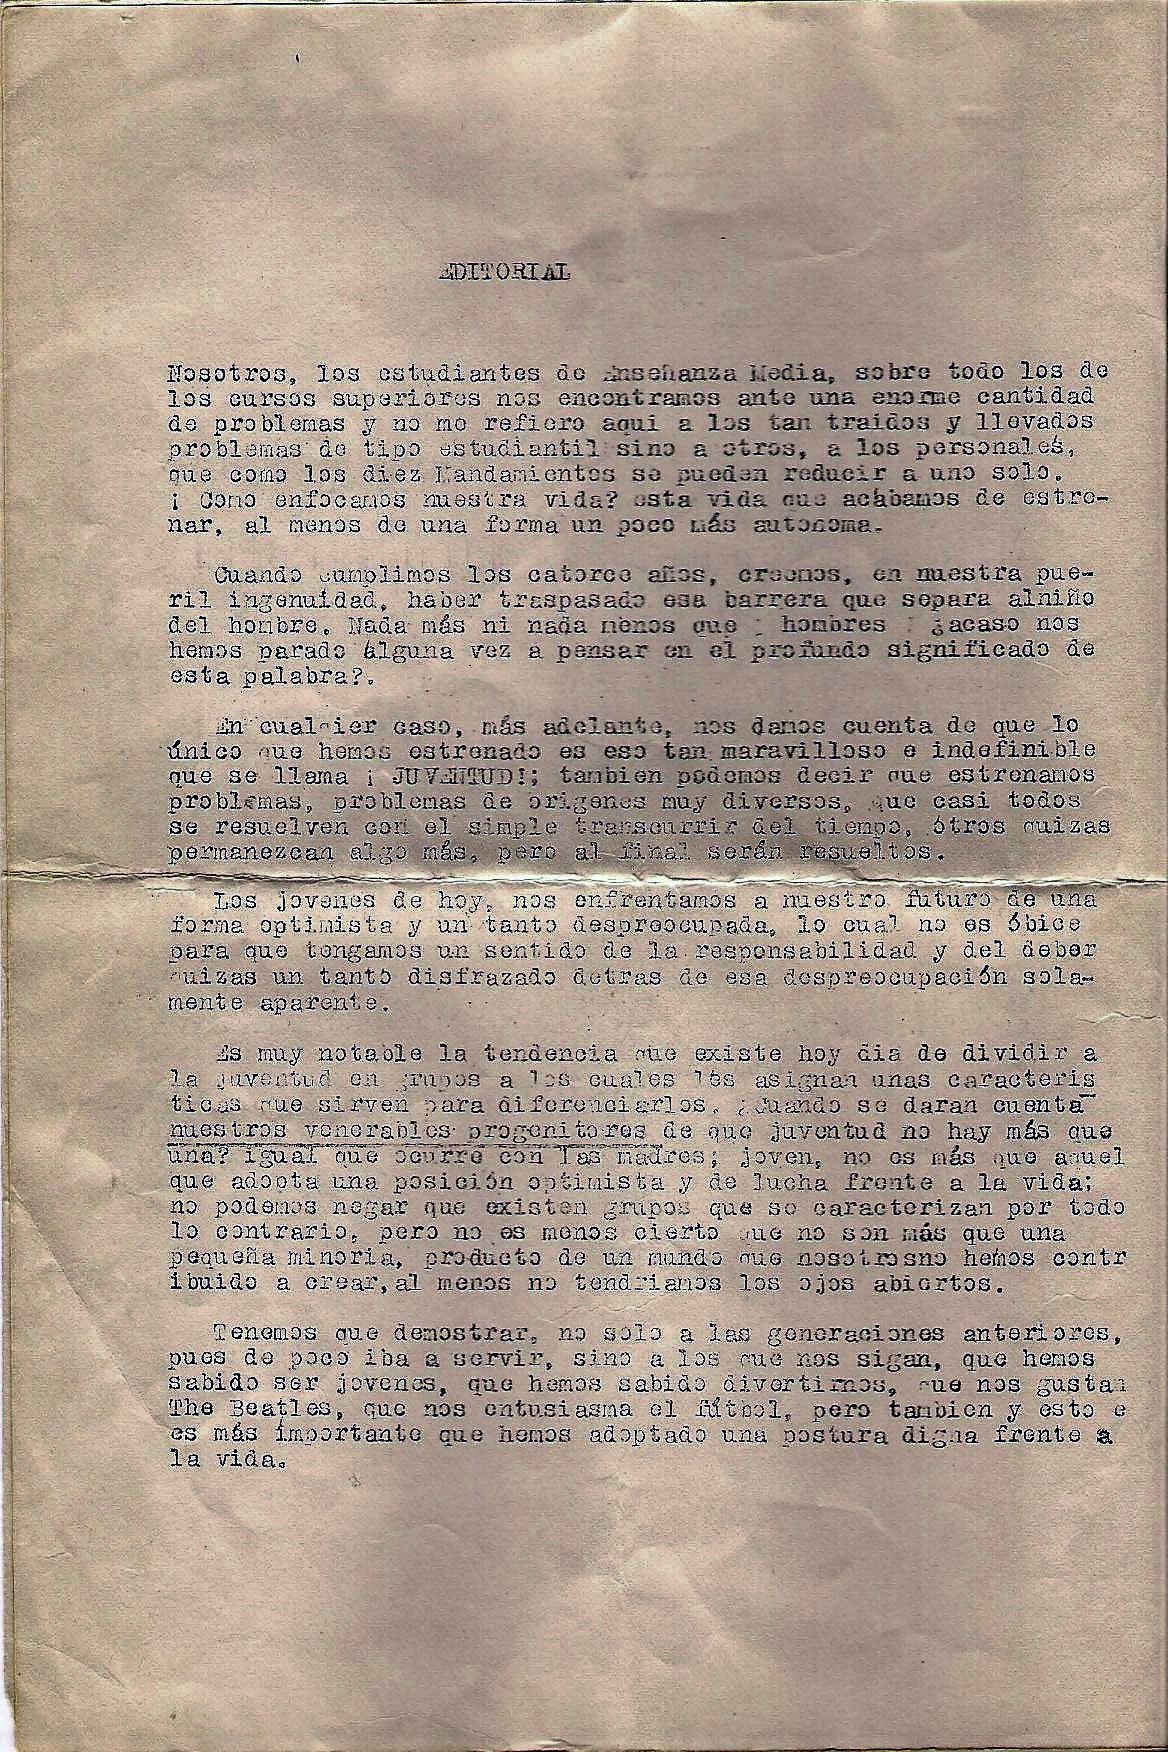 EDITORIAL
Nosotros, los estudiantes de Enseñanza Media, sobre todo los de
los cursos superiores nos encontramos ante una enorme cantidad
de problemas y no me refiero aqui a los tan traidos y llevados
problemas de tipo estudiantil sino a otros, a los personales,
que como los diez Mandamientos se pueden reducir a uno solo.
¡ Como enfocamos nuestra vida? esta vida que acabamos de estre-
nar, al menos de una forma un poco más autonoma.
Cuando cumplimos los catorce años, creemos, en nuestra pue-
ril ingenuidad, haber traspasado esa barrera que separa alniño
del hombre. Nada más ni nada menos que : hombres : ¿acaso nos
hemos parado alguna vez a pensar en el profundo significado de
esta palabra?.
En cualqier caso, más adelante, nos damos cuenta de que lo
único que hemos estrenado es eso tan maravilloso e indefinible
que se llama ¡ JUVENTUD!; tambien podemos decir que estrenamos
problemas, problemas de origenes muy diversos, que casi todos
se resuelven con el simple transcurrir del tiempo, otros quizas
permanezcan algo más, pero al final serán resueltos.
Los jovenes de hoy, nos enfrentamos a nuestro futuro de una
forma optimista y un tanto despreocupada, lo cual no es óbice
para que tengamos un sentido de la responsabilidad y del deber
quizas un tanto disfrazado detras de esa despreocupación sola-
mente aparente.
Es muy notable la tendencia que existe hoy dia de dividir a
la juventud en grupos a los cuales les asignan unas caracteris
ticas que sirven para diferenciarlos. ¿Cuando se daran cuenta
nuestros venerables progenitores de que juventud no hay más que
una? igual que ocurre con las madres; joven, no es más que aquel
que adopta una posición optimista y de lucha frente a la vida;
no podemos negar que existen grupos que se caracterizan por todo
lo contrario, pero no es menos cierto que no son más que una
pequeña minoria, producto de un mundo que nosotrosno hemos contr
ibuido a crear,al menos no tendriamos los ojos abiertos.
Tenemos que demostrar, no solo a las generaciones anteriores,
pues de poco iba a servir, sino a los que nos sigan, que hemos
sabido ser jovenes, que hemos sabido divertirnos, que nos gustan
The Beatles, que nos entusiasma el fútbol, pero tambien y esto e
es más importante que hemos adoptado una postura digna frente a
la vida.